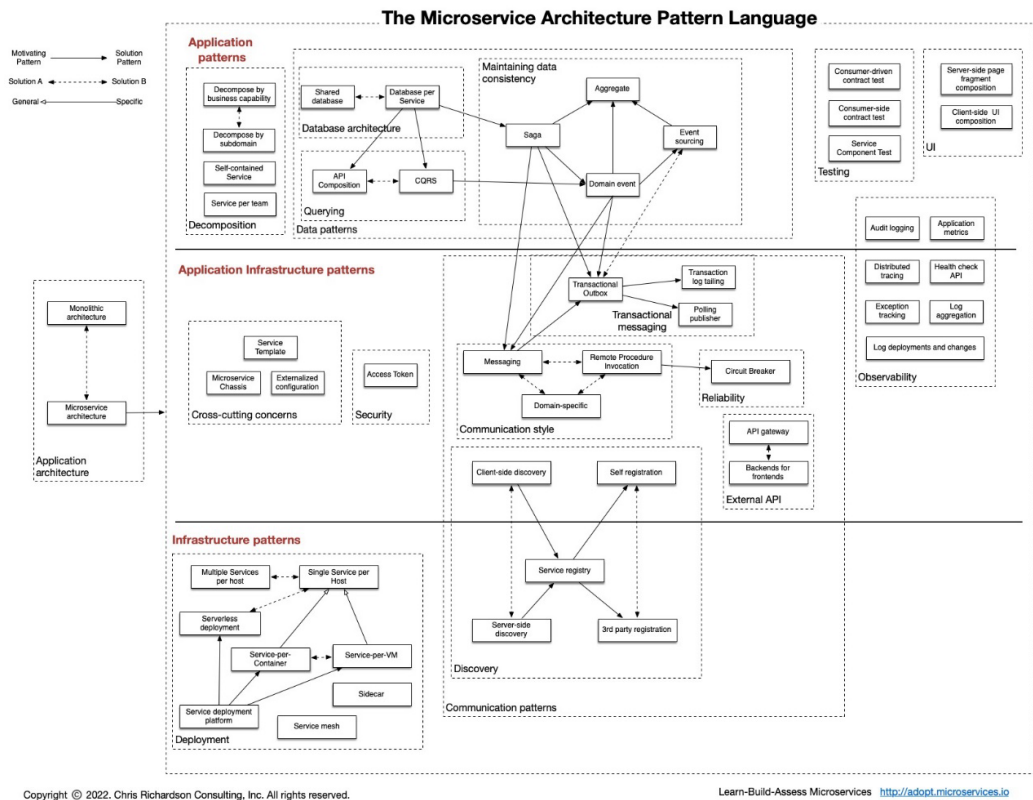 The Microservice Architecture Pattern Language
Motivating
Pattern
Solution
Pattern
Solution A
Solution B
General
Specific
Application
patterns
Decompose by
business capability
Decompose by
subdomain
Self-contained
Service
Service per team
Decomposition
Shared
database
Database per
Service
Database architecture
API
Composition
CQRS
Querying
Data patterns
Maintaining data
consistency
Aggregate
Saga
Event
sourcing
Domain event
Consumer-driven
contract test
Consumer-side
contract test
Service
Component Test
Testing
Server-side page
fragment
composition
Client-side UI
composition
UI
Audit logging
Application
metrics
Distributed
tracing
Health check
API
Exception
tracking
Log
aggregation
Log deployments and changes
Observability
Application Infrastructure patterns
Monolithic
architecture
Microservice
architecture
Application
architecture
Service
Template
Microservice
Chassis
Externalized
configuration
Cross-cutting concerns
Access Token
Security
Transactional
Outbox
Transaction
log tailing
Polling
publisher
Transactional
messaging
Messaging
Remote Procedure
Invocation
Domain-specific
Communication style
Circuit Breaker
Reliability
API gateway
Backends for
frontends
External API
Client-side discovery
Self registration
Service registry
Server-side
discovery
3rd party registration
Discovery
Communication patterns
Infrastructure patterns
Multiple Services
per host
Single Service per
Host
Serverless
deployment
Service-per-
Container
Service-per-VM
Sidecar
Service deployment
platform
Service mesh
Deployment
Copyright © 2022. Chris Richardson Consulting, Inc. All rights reserved.
Learn-Build-Assess Microservices http://adopt.microservices.io